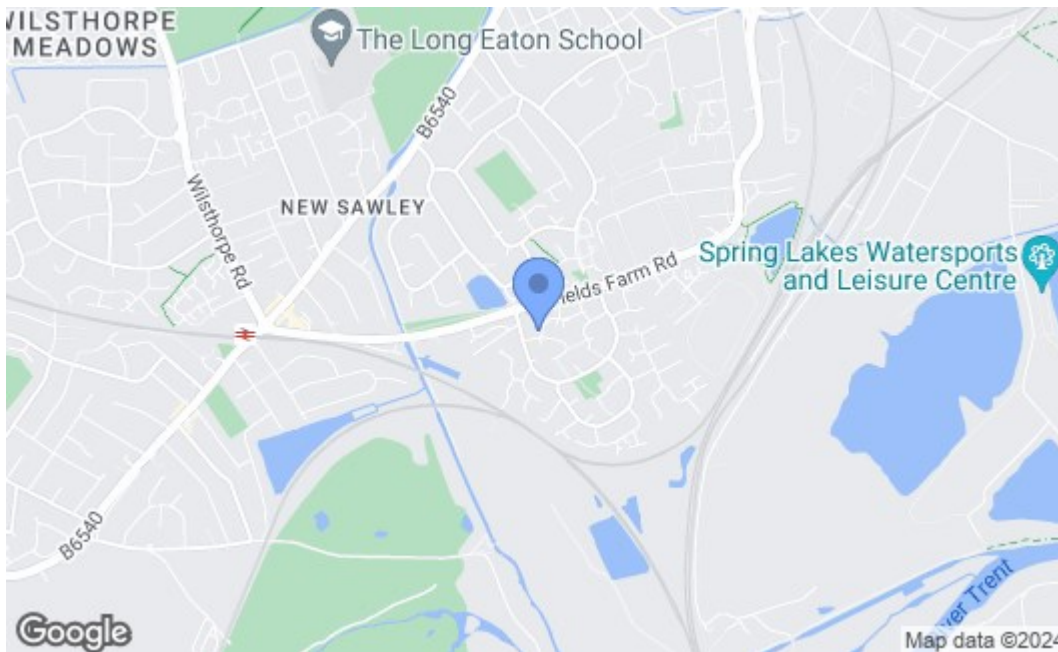 WILSTHORPE
MEADOWS
The Long Eaton School
B6540
Wilsthorpe Rd
NEW SAWLEY
Spring Lakes Watersports
and Leisure Centre
Farm Rd
B6540
Trent
Google
Map data ©2024